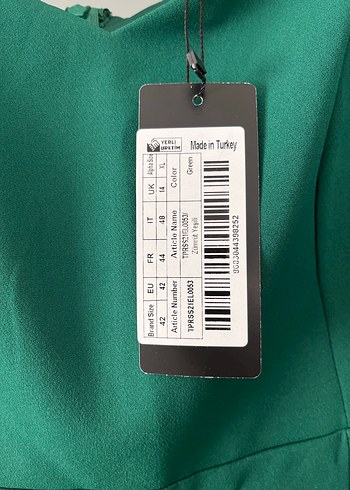 YERLİ
ÜRETİM
Made in Turkey
Brand Size EU FR IT UK Alpha Size
42 42 44 48 14 XL
Article Number Article Name Color
TPRSS21EL0053 TPRSS21EL0053/ Green
Zümrüt Yeşili